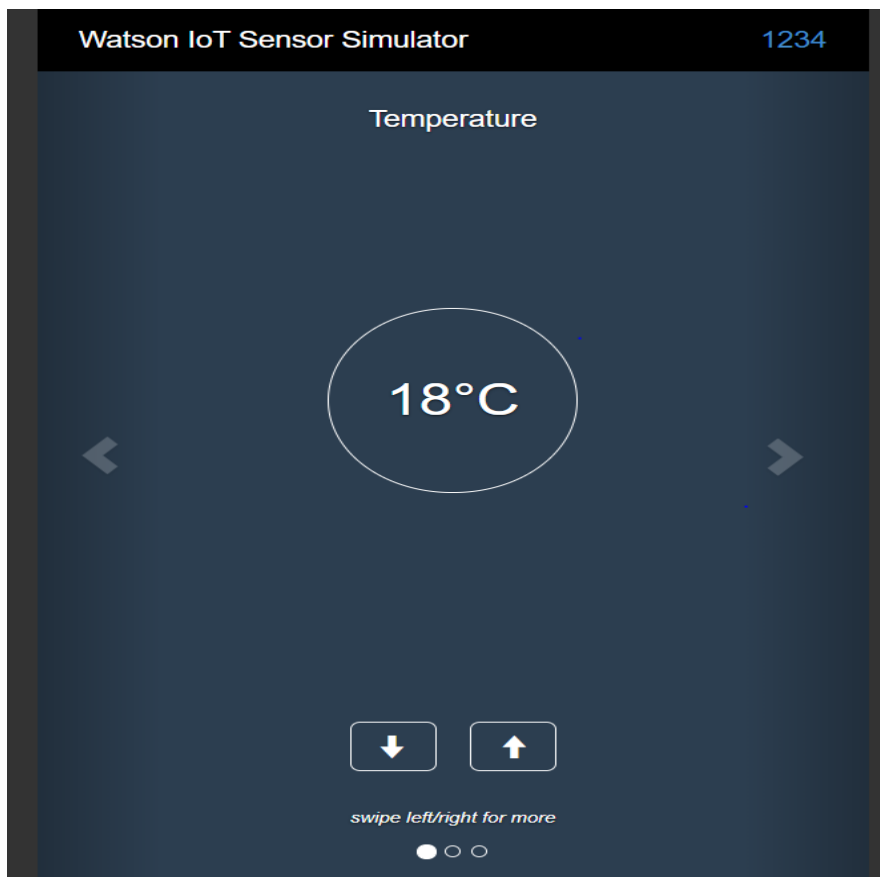 Watson IoT Sensor Simulator 1234
Temperature
18°C
swipe left/right for more